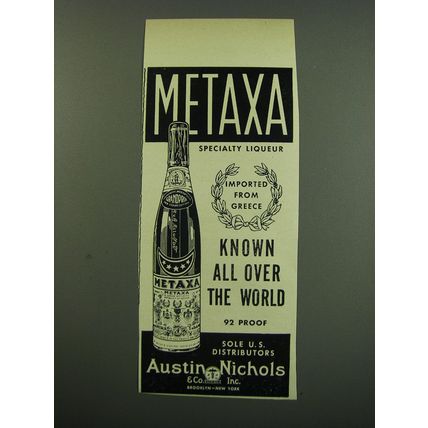 METAXA
SPECIALTY LIQUEUR
IMPORTED
FROM
GREECE
KNOWN
ALL OVER
THE WORLD
92 PROOF
METAXA
METAXA
SOLE U.S.
DISTRIBUTORS
Austin Nichols
& Co. Inc.
BROOKLYN—NEW YORK